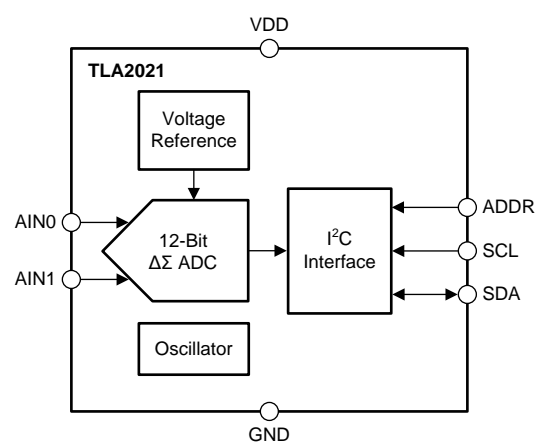 VDD
TLA2021
Voltage
Reference
AIN0
AIN1
12-Bit
ΔΣ ADC
I²C
Interface
ADDR
SCL
SDA
Oscillator
GND